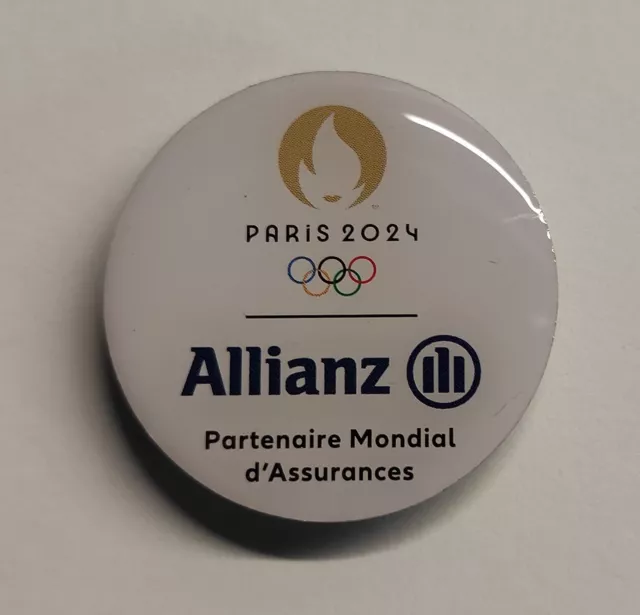 PARIS 2024
Allianz
Partenaire Mondial
d'Assurances